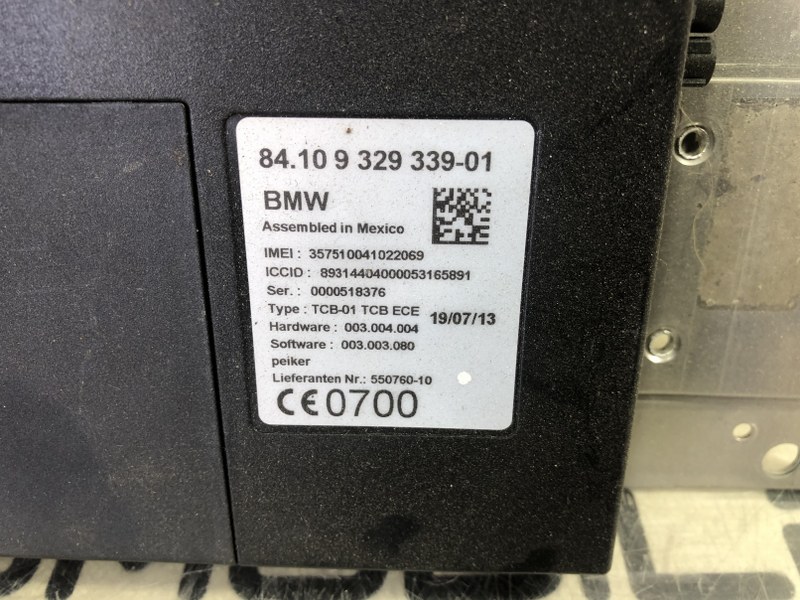 84.10 9 329 339-01
BMW
Assembled in Mexico
IMEI : 357510041022069
ICCID : 89314404000053165891
Ser. : 0000518376
Type : TCB-01 TCB ECE 19/07/13
Hardware : 003.004.004
Software : 003.003.080
peiker
Lieferanten Nr.: 550760-10
CE0700